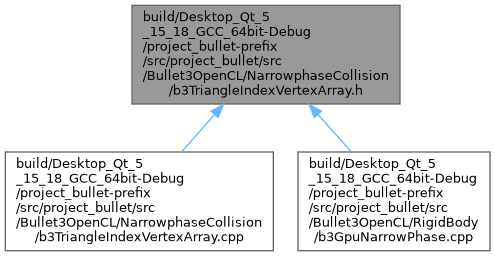 build/Desktop_Qt_5
_15_18_GCC_64bit-Debug
/project_bullet-prefix
/src/project_bullet/src
/Bullet3OpenCL/NarrowphaseCollision
/b3TriangleIndexVertexArray.h
build/Desktop_Qt_5
_15_18_GCC_64bit-Debug
/project_bullet-prefix
/src/project_bullet/src
/Bullet3OpenCL/NarrowphaseCollision
/b3TriangleIndexVertexArray.cpp
build/Desktop_Qt_5
_15_18_GCC_64bit-Debug
/project_bullet-prefix
/src/project_bullet/src
/Bullet3OpenCL/RigidBody
/b3GpuNarrowPhase.cpp